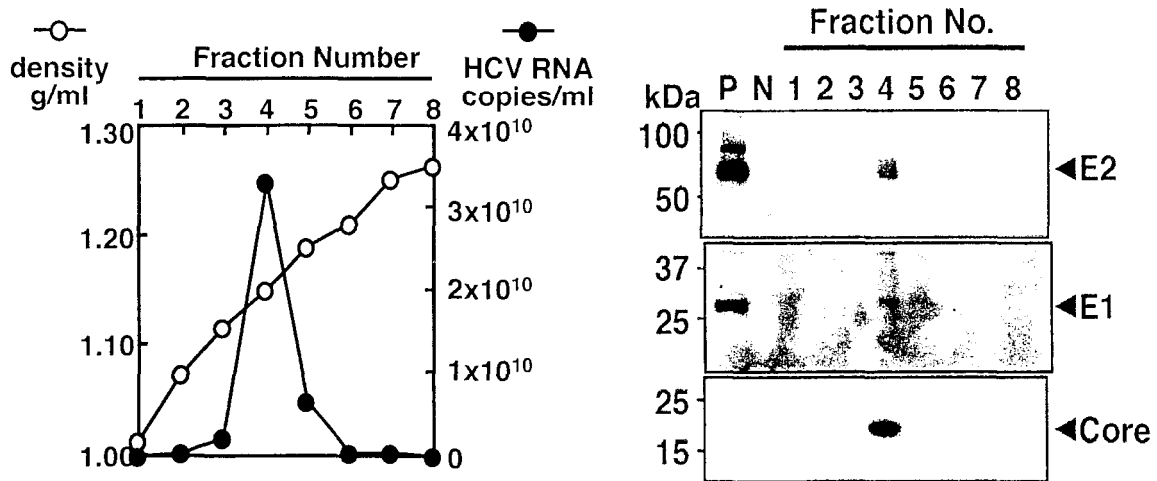 density
g/ml
Fraction Number
HCV RNA
copies/ml
1 2 3 4 5 6 7 8
1.30
1.20
1.10
1.00
4x10¹⁰
3x10¹⁰
2x10¹⁰
1x10¹⁰
0
Fraction No.
kDa P N 1 2 3 4 5 6 7 8
100
50
E2
37
25
E1
25
15
Core